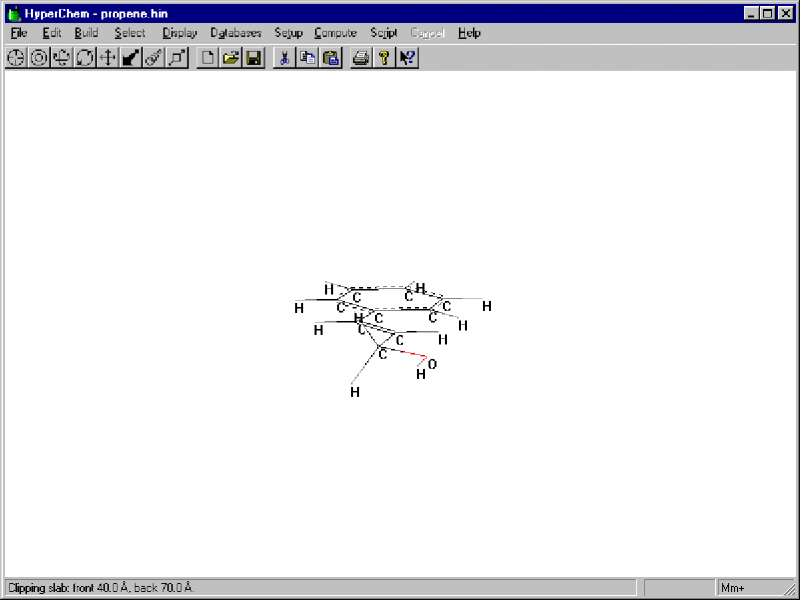 HyperChem - propene.hin
File Edit Build Select Display Databases Setup Compute Script Cancel Help
H C C H
H C C H
H C C H
H C C H
C O
H
H
Clipping slab: front 40.0 Å, back 70.0 Å. Mm+